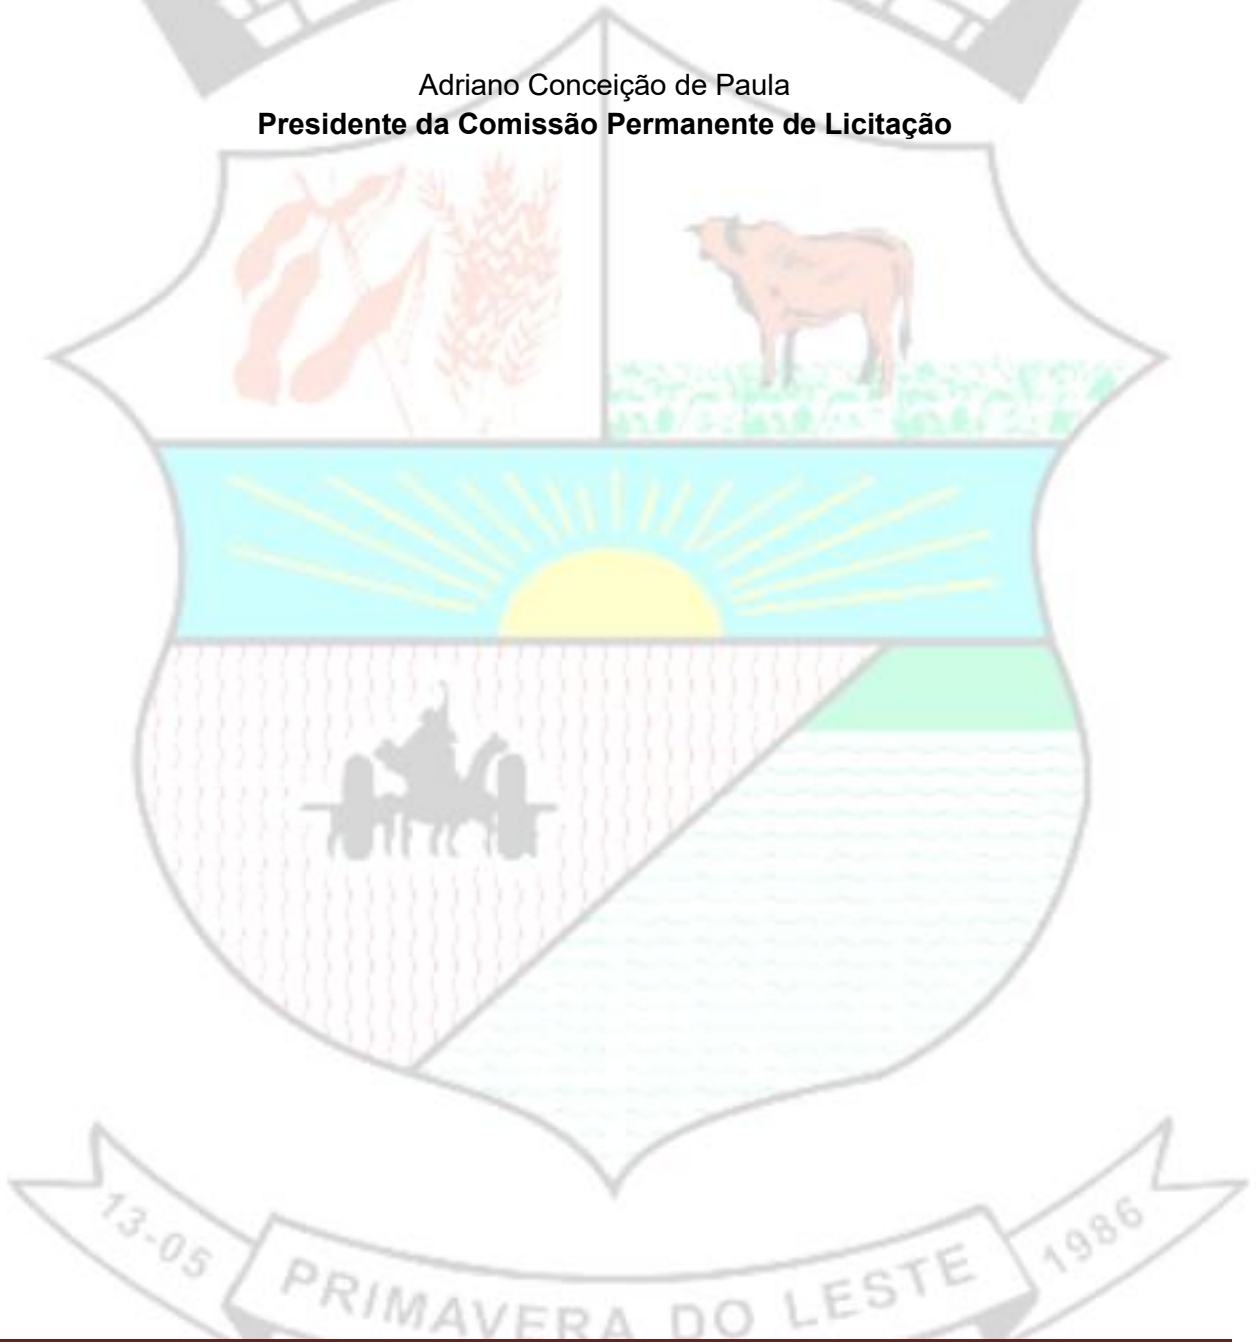 Adriano Conceição de Paula
Presidente da Comissão Permanente de Licitação
13-05
PRIMAVERA DO LESTE
1986